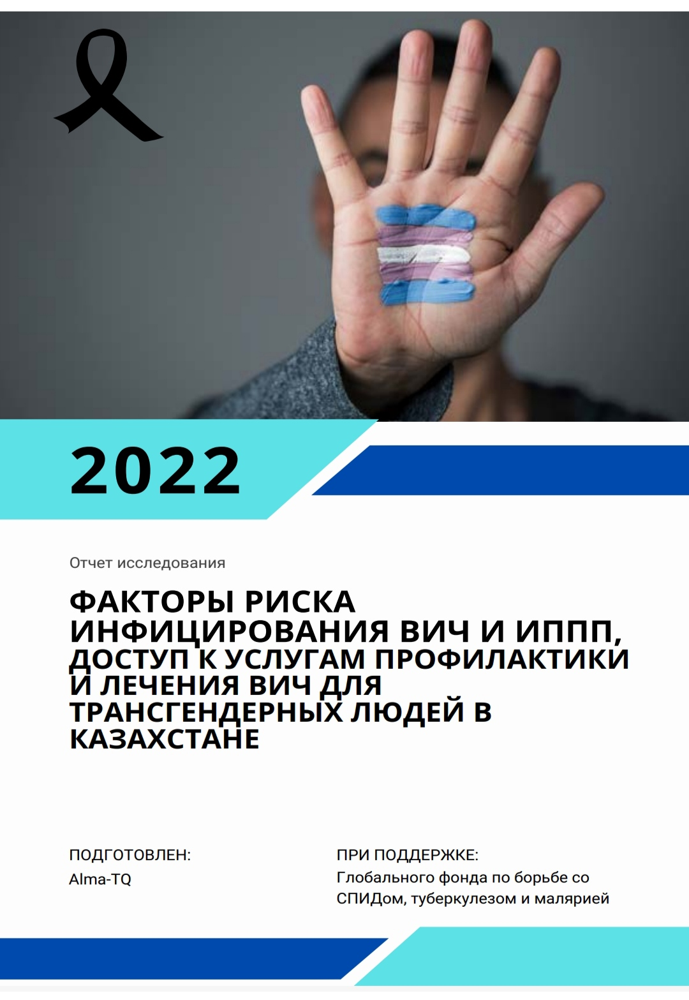 2022
Отчет исследования
ФАКТОРЫ РИСКА
ИНФИЦИРОВАНИЯ ВИЧ И ИППП,
ДОСТУП К УСЛУГАМ ПРОФИЛАКТИКИ
И ЛЕЧЕНИЯ ВИЧ ДЛЯ
ТРАНСГЕНДЕРНЫХ ЛЮДЕЙ В
КАЗАХСТАНЕ
ПОДГОТОВЛЕН:
Alma-TQ
ПРИ ПОДДЕРЖКЕ:
Глобального фонда по борьбе со
СПИДом, туберкулезом и малярией